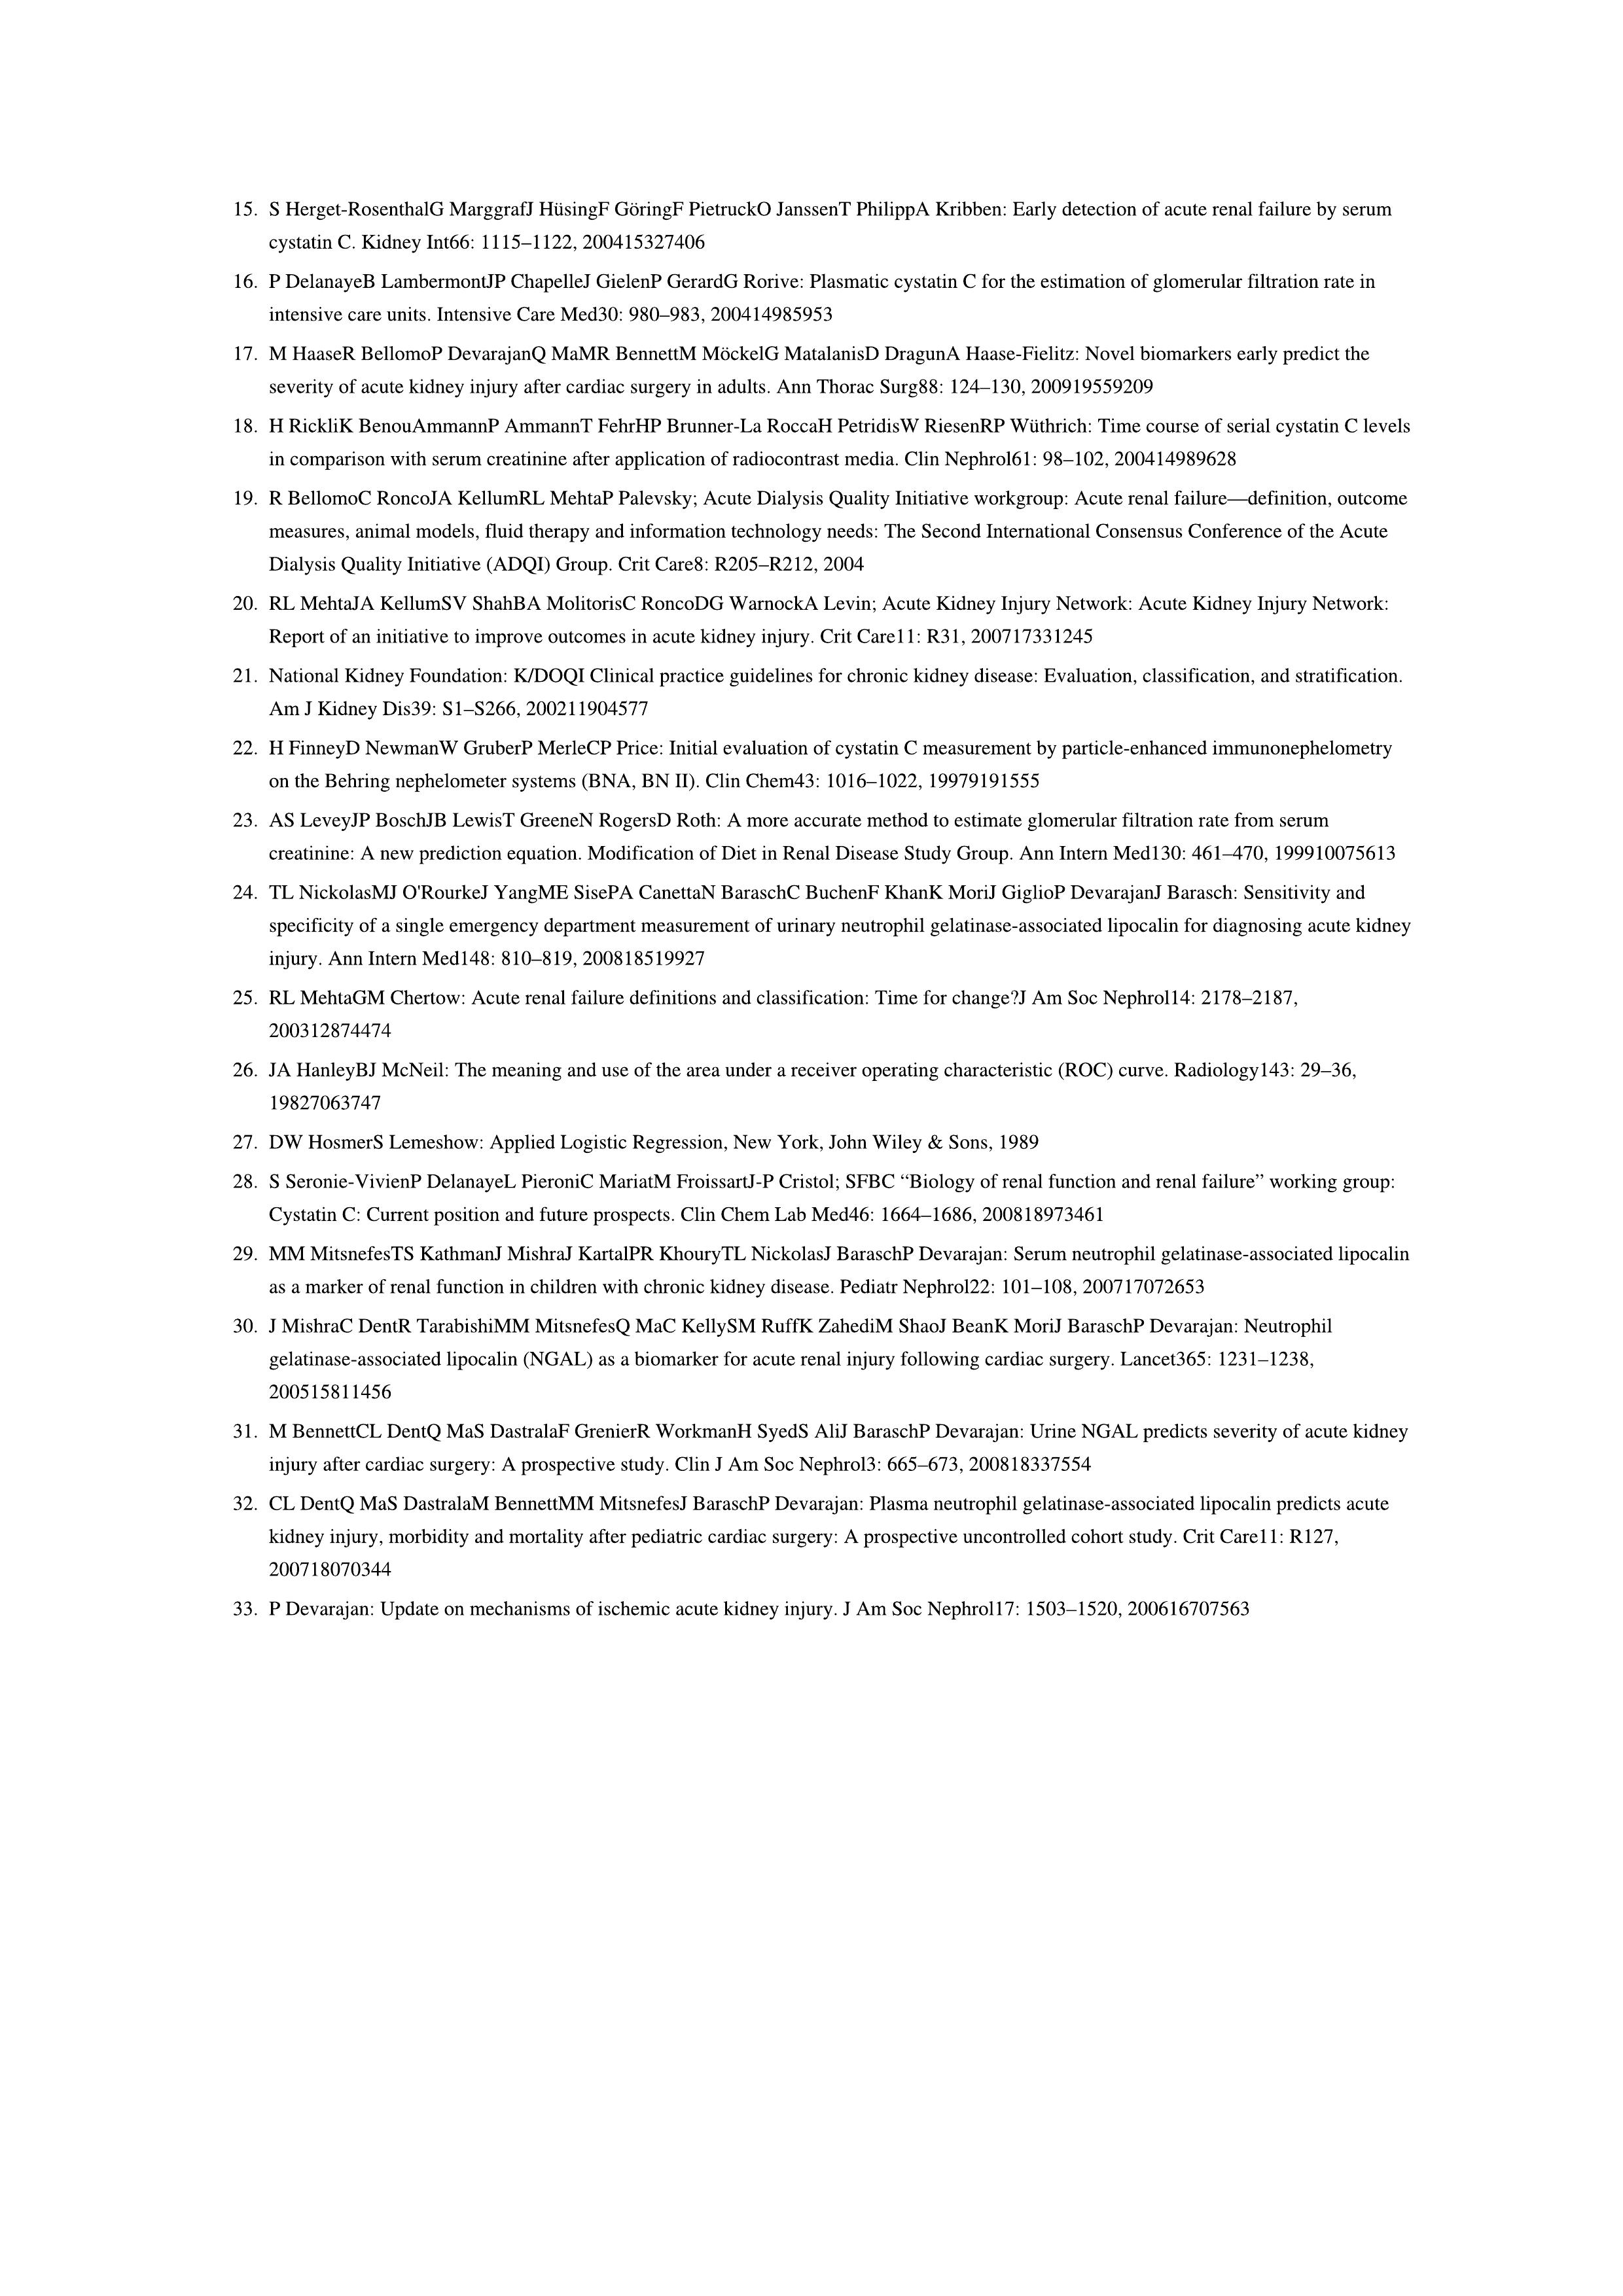 15. S Herget-RosenthalG MarggrafJ HüsingF GöringF PietruckO JanssenT PhilippA Kribben: Early detection of acute renal failure by serum
cystatin C. Kidney Int66: 1115–1122, 200415327406
16. P DelanayeB LambermontJP ChapelleJ GielenP GerardG Rorive: Plasmatic cystatin C for the estimation of glomerular filtration rate in
intensive care units. Intensive Care Med30: 980–983, 200414985953
17. M HaaseR BellomoP DevarajanQ MaMR BennettM MöckelG MatalanisD DragunA Haase-Fielitz: Novel biomarkers early predict the
severity of acute kidney injury after cardiac surgery in adults. Ann Thorac Surg88: 124–130, 200919559209
18. H RickliK BenouAmmannP AmmannT FehrHP Brunner-La RoccaH PetridisW RiesenRP Wüthrich: Time course of serial cystatin C levels
in comparison with serum creatinine after application of radiocontrast media. Clin Nephrol61: 98–102, 200414989628
19. R BellomoC RoncoJA KellumRL MehtaP Palevsky; Acute Dialysis Quality Initiative workgroup: Acute renal failure—definition, outcome
measures, animal models, fluid therapy and information technology needs: The Second International Consensus Conference of the Acute
Dialysis Quality Initiative (ADQI) Group. Crit Care8: R205–R212, 2004
20. RL MehtaJA KellumSV ShahBA MolitorisC RoncoDG WarnockA Levin; Acute Kidney Injury Network: Acute Kidney Injury Network:
Report of an initiative to improve outcomes in acute kidney injury. Crit Care11: R31, 200717331245
21. National Kidney Foundation: K/DOQI Clinical practice guidelines for chronic kidney disease: Evaluation, classification, and stratification.
Am J Kidney Dis39: S1–S266, 200211904577
22. H FinneyD NewmanW GruberP MerleCP Price: Initial evaluation of cystatin C measurement by particle-enhanced immunonephelometry
on the Behring nephelometer systems (BNA, BN II). Clin Chem43: 1016–1022, 19979191555
23. AS LeveyJP BoschJB LewisT GreeneN RogersD Roth: A more accurate method to estimate glomerular filtration rate from serum
creatinine: A new prediction equation. Modification of Diet in Renal Disease Study Group. Ann Intern Med130: 461–470, 199910075613
24. TL NickolasMJ O'RourkeJ YangME SisePA CanettaN BaraschC BuchenF KhanK MoriJ GiglioP DevarajanJ Barasch: Sensitivity and
specificity of a single emergency department measurement of urinary neutrophil gelatinase-associated lipocalin for diagnosing acute kidney
injury. Ann Intern Med148: 810–819, 200818519927
25. RL MehtaGM Chertow: Acute renal failure definitions and classification: Time for change?J Am Soc Nephrol14: 2178–2187,
200312874474
26. JA HanleyBJ McNeil: The meaning and use of the area under a receiver operating characteristic (ROC) curve. Radiology143: 29–36,
19827063747
27. DW HosmerS Lemeshow: Applied Logistic Regression, New York, John Wiley & Sons, 1989
28. S Seronie-VivienP DelanayeL PieroniC MariatM FroissartJ-P Cristol; SFBC “Biology of renal function and renal failure” working group:
Cystatin C: Current position and future prospects. Clin Chem Lab Med46: 1664–1686, 200818973461
29. MM MitsnefesTS KathmanJ MishraJ KartalPR KhouryTL NickolasJ BaraschP Devarajan: Serum neutrophil gelatinase-associated lipocalin
as a marker of renal function in children with chronic kidney disease. Pediatr Nephrol22: 101–108, 200717072653
30. J MishraC DentR TarabishiMM MitsnefesQ MaC KellySM RuffK ZahediM ShaoJ BeanK MoriJ BaraschP Devarajan: Neutrophil
gelatinase-associated lipocalin (NGAL) as a biomarker for acute renal injury following cardiac surgery. Lancet365: 1231–1238,
200515811456
31. M BennettCL DentQ MaS DastralaF GrenierR WorkmanH SyedS AliJ BaraschP Devarajan: Urine NGAL predicts severity of acute kidney
injury after cardiac surgery: A prospective study. Clin J Am Soc Nephrol3: 665–673, 200818337554
32. CL DentQ MaS DastralaM BennettMM MitsnefesJ BaraschP Devarajan: Plasma neutrophil gelatinase-associated lipocalin predicts acute
kidney injury, morbidity and mortality after pediatric cardiac surgery: A prospective uncontrolled cohort study. Crit Care11: R127,
200718070344
33. P Devarajan: Update on mechanisms of ischemic acute kidney injury. J Am Soc Nephrol17: 1503–1520, 200616707563